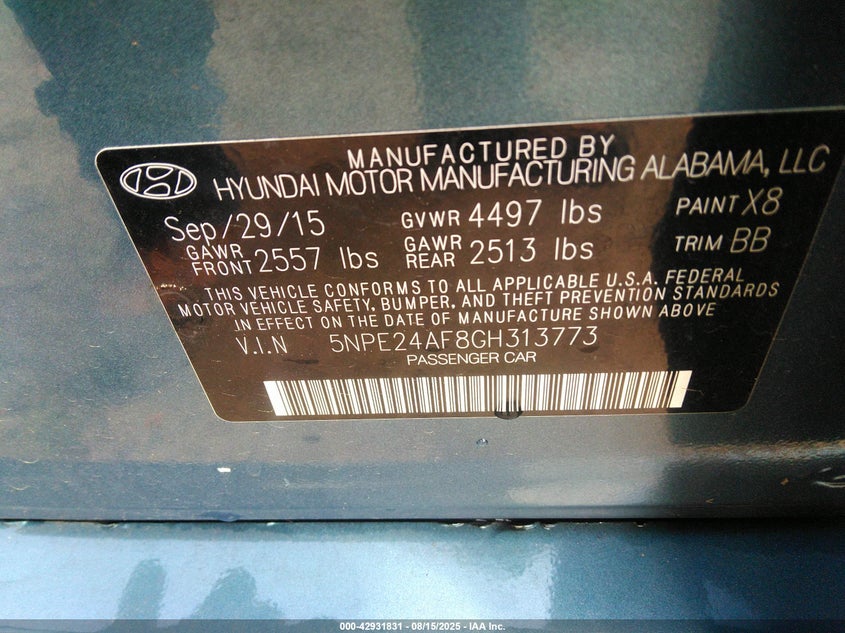 MANUFACTURED BY
HYUNDAI MOTOR MANUFACTURING ALABAMA, LLC
Sep/29/15 GVWR 4497 lbs PAINT X8
GAWR FRONT 2557 lbs GAWR REAR 2513 lbs TRIM BB
THIS VEHICLE CONFORMS TO ALL APPLICABLE U.S.A. FEDERAL
MOTOR VEHICLE SAFETY, BUMPER, AND THEFT PREVENTION STANDARDS
IN EFFECT ON THE DATE OF MANUFACTURE SHOWN ABOVE
V.I.N 5NPE24AF8GH313773
PASSENGER CAR
000-42931831 - 08/15/2025 - IAA Inc.